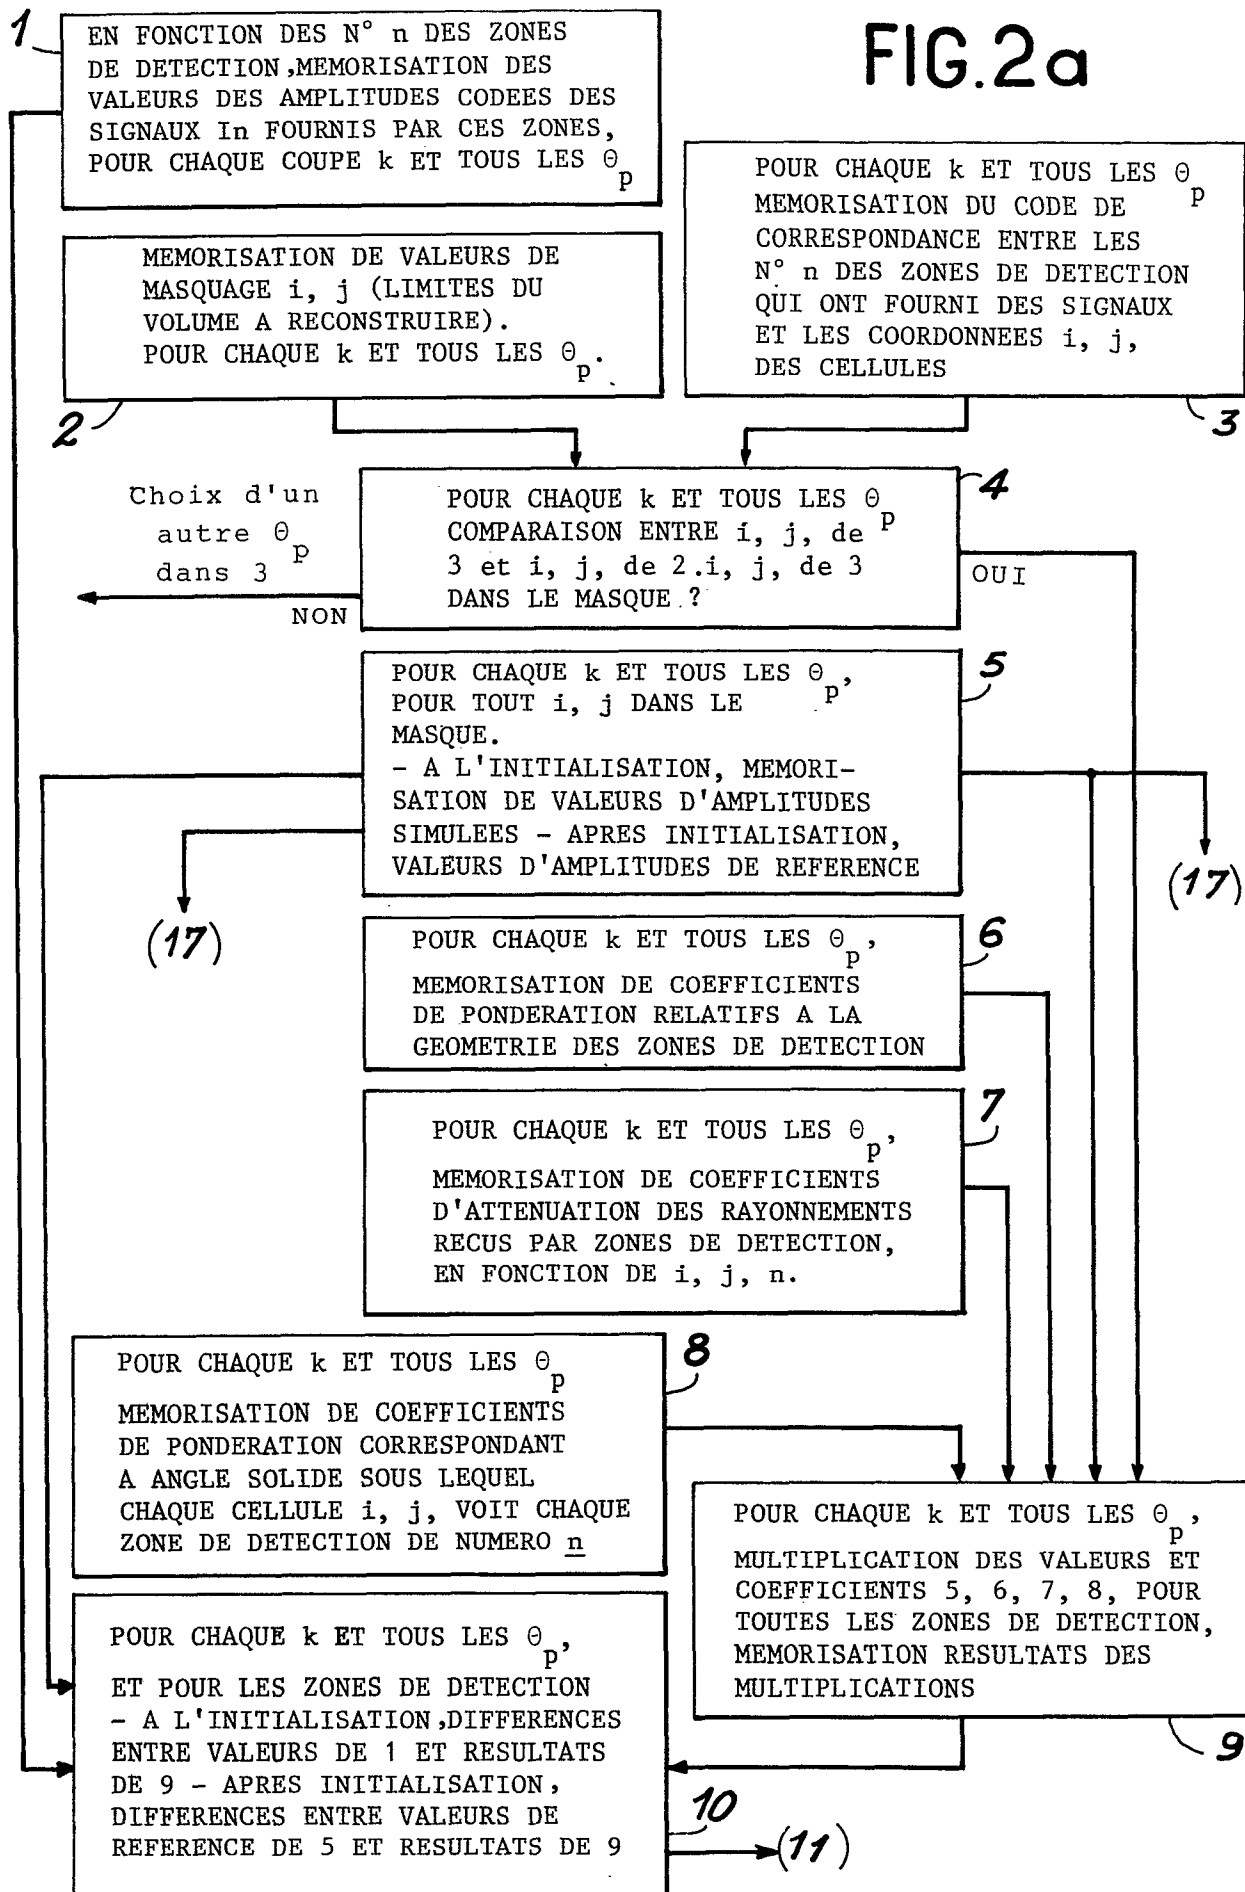 FIG.2a
1
EN FONCTION DES N° n DES ZONES
DE DETECTION,MEMORISATION DES
VALEURS DES AMPLITUDES CODEES DES
SIGNAUX In FOURNIS PAR CES ZONES,
POUR CHAQUE COUPE k ET TOUS LES Θp
MEMORISATION DE VALEURS DE
MASQUAGE i, j (LIMITES DU
VOLUME A RECONSTRUIRE).
POUR CHAQUE k ET TOUS LES Θp.
2
POUR CHAQUE k ET TOUS LES Θp
MEMORISATION DU CODE DE
CORRESPONDANCE ENTRE LES
N° n DES ZONES DE DETECTION
QUI ONT FOURNI DES SIGNAUX
ET LES COORDONNEES i, j,
DES CELLULES
3
Choix d'un
autre Θp
dans 3
NON
POUR CHAQUE k ET TOUS LES Θp
COMPARAISON ENTRE i, j, de
3 et i, j, de 2.i, j, de 3
DANS LE MASQUE ?
4
OUI
POUR CHAQUE k ET TOUS LES Θp,
POUR TOUT i, j DANS LE
MASQUE.
- A L'INITIALISATION, MEMORI-
SATION DE VALEURS D'AMPLITUDES
SIMULEES - APRES INITIALISATION,
VALEURS D'AMPLITUDES DE REFERENCE
5
(17)
(17)
POUR CHAQUE k ET TOUS LES Θp,
MEMORISATION DE COEFFICIENTS
DE PONDERATION RELATIFS A LA
GEOMETRIE DES ZONES DE DETECTION
6
POUR CHAQUE k ET TOUS LES Θp,
MEMORISATION DE COEFFICIENTS
D'ATTENUATION DES RAYONNEMENTS
RECUS PAR ZONES DE DETECTION,
EN FONCTION DE i, j, n.
7
POUR CHAQUE k ET TOUS LES Θp
MEMORISATION DE COEFFICIENTS
DE PONDERATION CORRESPONDANT
A ANGLE SOLIDE SOUS LEQUEL
CHAQUE CELLULE i, j, VOIT CHAQUE
ZONE DE DETECTION DE NUMERO n
8
POUR CHAQUE k ET TOUS LES Θp,
MULTIPLICATION DES VALEURS ET
COEFFICIENTS 5, 6, 7, 8, POUR
TOUTES LES ZONES DE DETECTION,
MEMORISATION RESULTATS DES
MULTIPLICATIONS
9
POUR CHAQUE k ET TOUS LES Θp,
ET POUR LES ZONES DE DETECTION
- A L'INITIALISATION,DIFFERENCES
ENTRE VALEURS DE 1 ET RESULTATS
DE 9 - APRES INITIALISATION,
DIFFERENCES ENTRE VALEURS DE
REFERENCE DE 5 ET RESULTATS DE 9
10
(11)